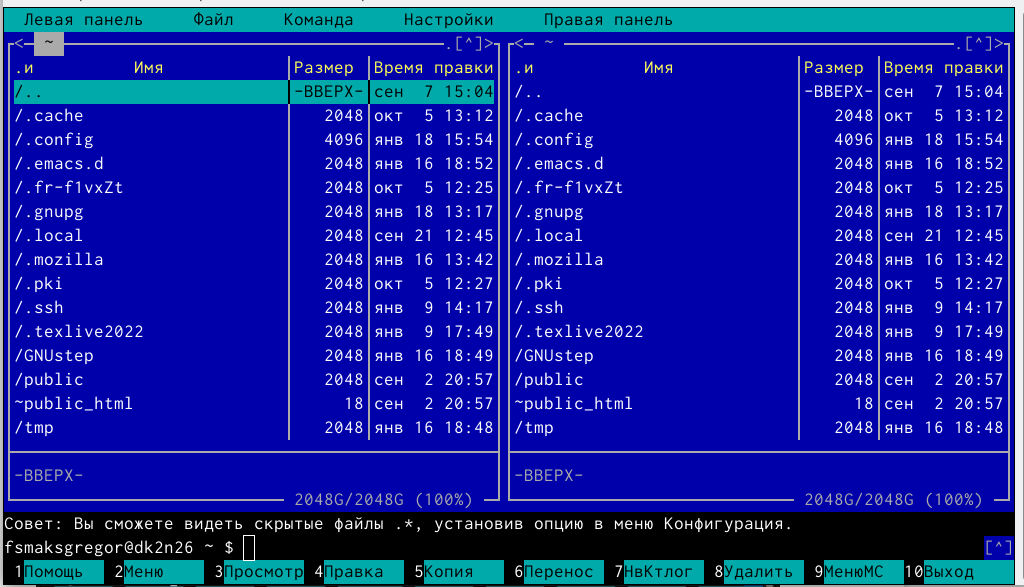 Левая панель Файл Команда Настройки Правая панель
<─ ~ .[^]> <─ ~ .[^]>
.и Имя Размер Время правки .и Имя Размер Время правки
/.. -ВВЕРХ- сен 7 15:04 /.. -ВВЕРХ- сен 7 15:04
/.cache 2048 окт 5 13:12 /.cache 2048 окт 5 13:12
/.config 4096 янв 18 15:54 /.config 4096 янв 18 15:54
/.emacs.d 2048 янв 16 18:52 /.emacs.d 2048 янв 16 18:52
/.fr-f1vxZt 2048 окт 5 12:25 /.fr-f1vxZt 2048 окт 5 12:25
/.gnupg 2048 янв 18 13:17 /.gnupg 2048 янв 18 13:17
/.local 2048 сен 21 12:45 /.local 2048 сен 21 12:45
/.mozilla 2048 янв 16 13:42 /.mozilla 2048 янв 16 13:42
/.pki 2048 окт 5 12:27 /.pki 2048 окт 5 12:27
/.ssh 2048 янв 9 14:17 /.ssh 2048 янв 9 14:17
/.texlive2022 2048 янв 9 17:49 /.texlive2022 2048 янв 9 17:49
/GNUstep 2048 янв 16 18:49 /GNUstep 2048 янв 16 18:49
/public 2048 сен 2 20:57 /public 2048 сен 2 20:57
~public_html 18 сен 2 20:57 ~public_html 18 сен 2 20:57
/tmp 2048 янв 16 18:48 /tmp 2048 янв 16 18:48
-ВВЕРХ- -ВВЕРХ-
2048G/2048G (100%) 2048G/2048G (100%)
Совет: Вы сможете видеть скрытые файлы .*, установив опцию в меню Конфигурация.
fsmaksgregor@dk2n26 ~ $ [^]
1Помощь 2Меню 3Просмотр 4Правка 5Копия 6Перенос 7НвКтлог 8Удалить 9МенюMC 10Выход